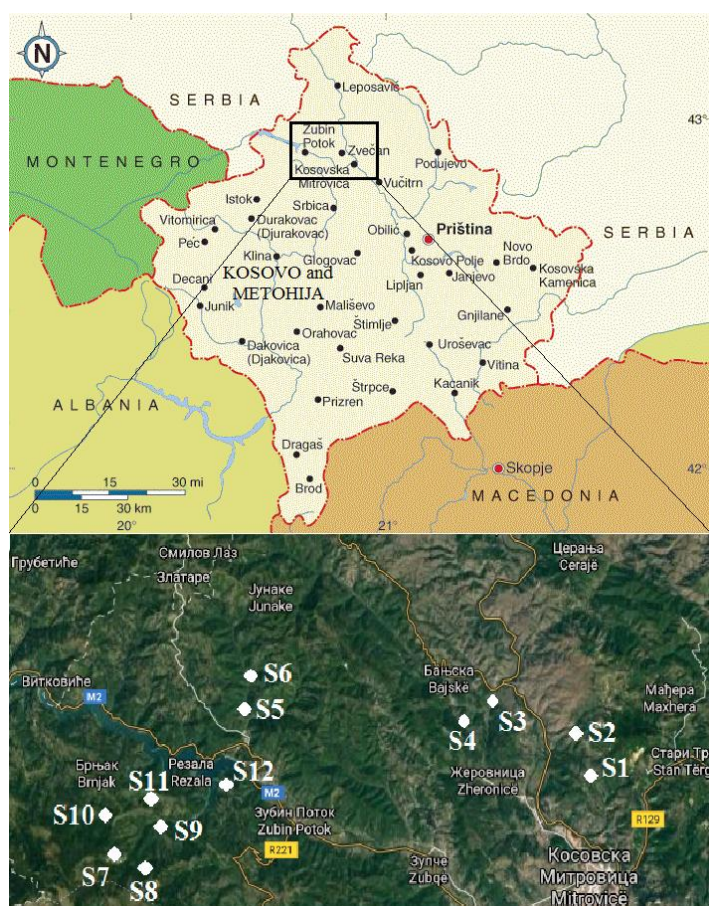 N
Leposavić
SERBIA
43°
Zubin
Potok
Zvečan
MONTENEGRO
Kosovska
Mitrovica
Podujevo
Vučitrn
Istok
Srbica
Durakovac
(Djurakovac)
Vitomirica
Obilić
Priština
Peć
SERBIA
Klina
Glogovac
Kosovo Polje
Novo
Brdo
KOSOVO and
METOHIJA
Lipljan
Janjevo
Kosovska
Kamenica
Decani
Junik
Mališevo
Gnjilane
Štimlje
Orahovac
Dakovica
(Djakovica)
Suva Reka
Uroševac
Vitina
ALBANIA
Štrpce
Kacanik
Prizren
Dragaš
Skopje
42°
0 15 30 mi
0 15 30 km
Brod
MACEDONIA
20°
21°
Грубетиће
Смилов Лаз
Златаре
Церања
Cerajë
Јунаке
Junake
S6
Бањска
Bajskë
Витковиће
M2
S5
S3
S4
Мађера
Maxhera
S2
Брњак
Brnjak
Резала
Rezala
S12
S11
M2
Жеровница
Zheronicë
S1
Стари Тр
Stan Tërg
S10
S9
Зубин Поток
Zubin Potok
R129
S7
S8
R221
Зупче
Zubqe
Косовска
Митровица
Mitrovicë